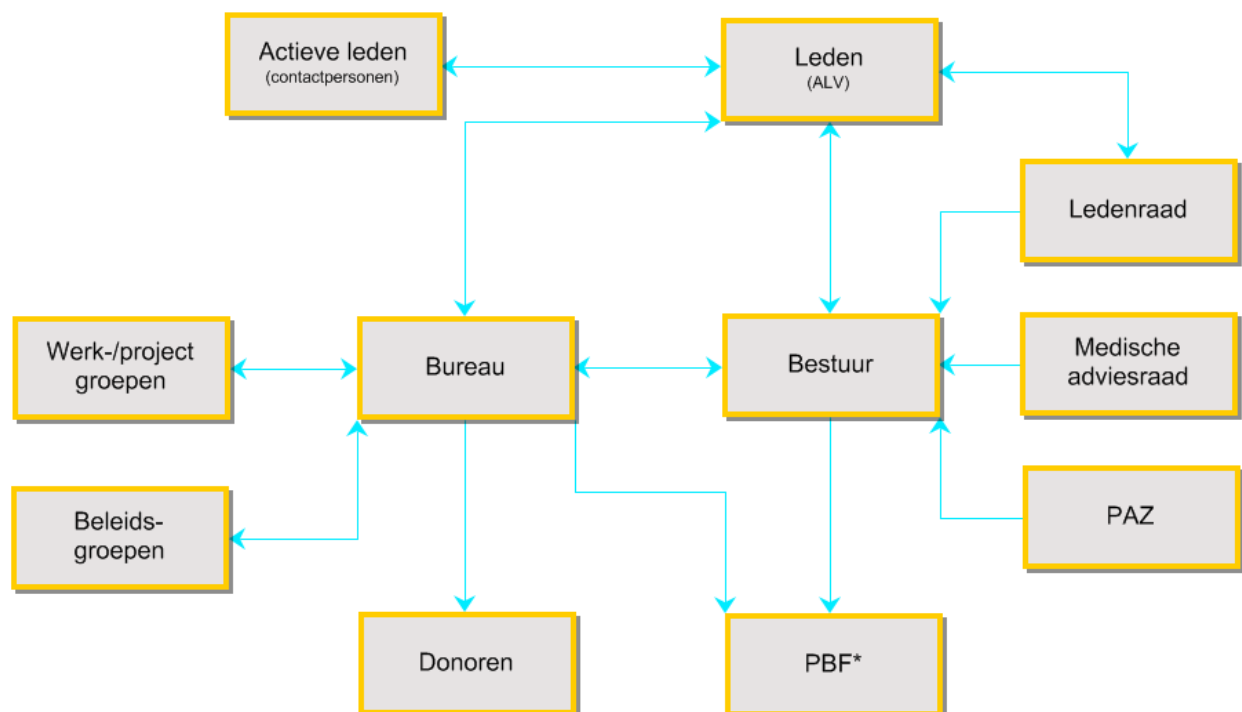 Actieve leden
(contactpersonen)
Leden
(ALV)
Ledenraad
Werk-/project
groepen
Bureau
Bestuur
Medische
adviesraad
Beleids-
groepen
PAZ
Donoren
PBF*